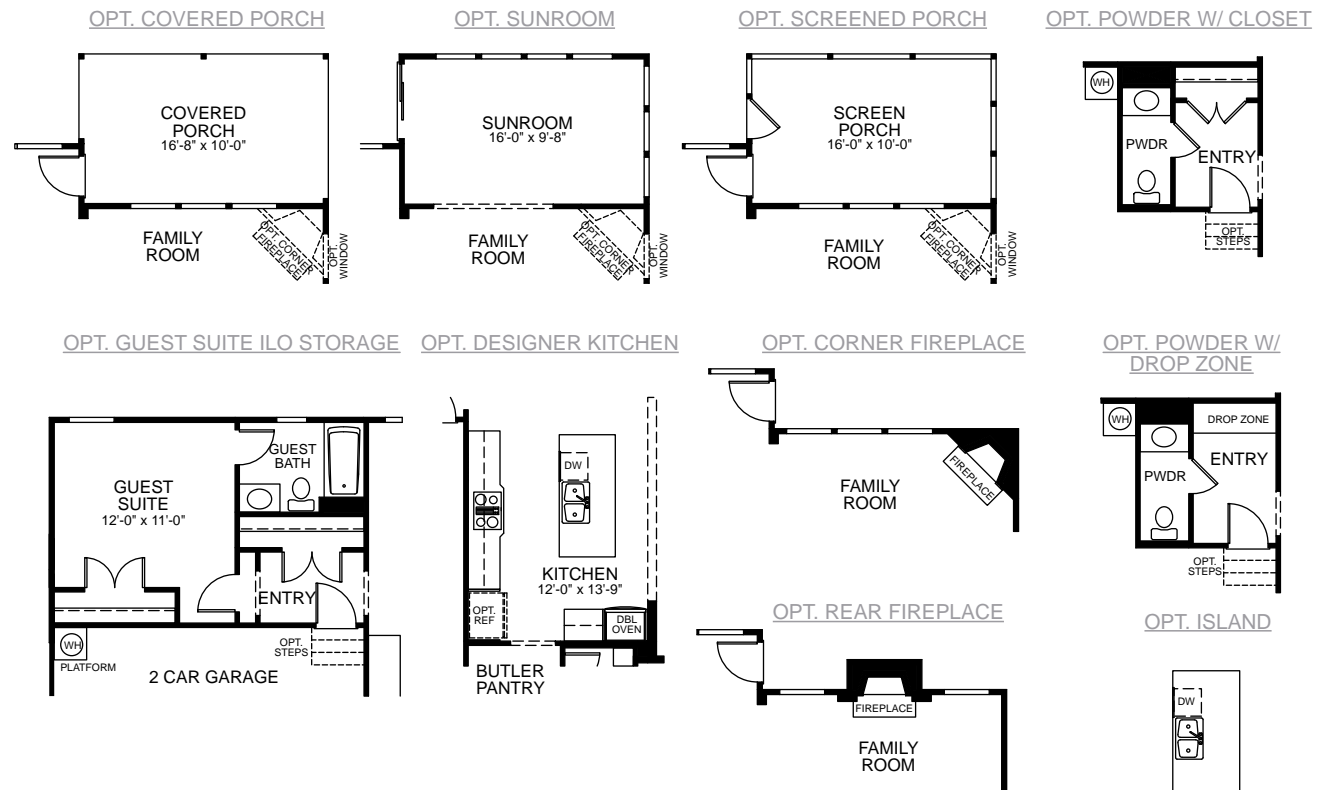 OPT. COVERED PORCH
COVERED
PORCH
16'-8" x 10'-0"
FAMILY
ROOM
OPT. CORNER
FIREPLACE
OPT.
WINDOW
OPT. SUNROOM
SUNROOM
16'-0" x 9'-8"
FAMILY
ROOM
OPT. CORNER
FIREPLACE
OPT.
WINDOW
OPT. SCREENED PORCH
SCREEN
PORCH
16'-0" x 10'-0"
FAMILY
ROOM
OPT. CORNER
FIREPLACE
OPT.
WINDOW
OPT. POWDER W/ CLOSET
WH
PWDR
ENTRY
OPT.
STEPS
OPT. GUEST SUITE ILO STORAGE
GUEST
BATH
GUEST
SUITE
12'-0" x 11'-0"
ENTRY
WH
PLATFORM
OPT.
STEPS
2 CAR GARAGE
OPT. DESIGNER KITCHEN
DW
KITCHEN
12'-0" x 13'-9"
OPT.
REF
DBL
OVEN
BUTLER
PANTRY
OPT. CORNER FIREPLACE
FIREPLACE
FAMILY
ROOM
OPT. POWDER W/
DROP ZONE
WH
DROP ZONE
PWDR
ENTRY
OPT.
STEPS
OPT. REAR FIREPLACE
FIREPLACE
FAMILY
ROOM
OPT. ISLAND
DW